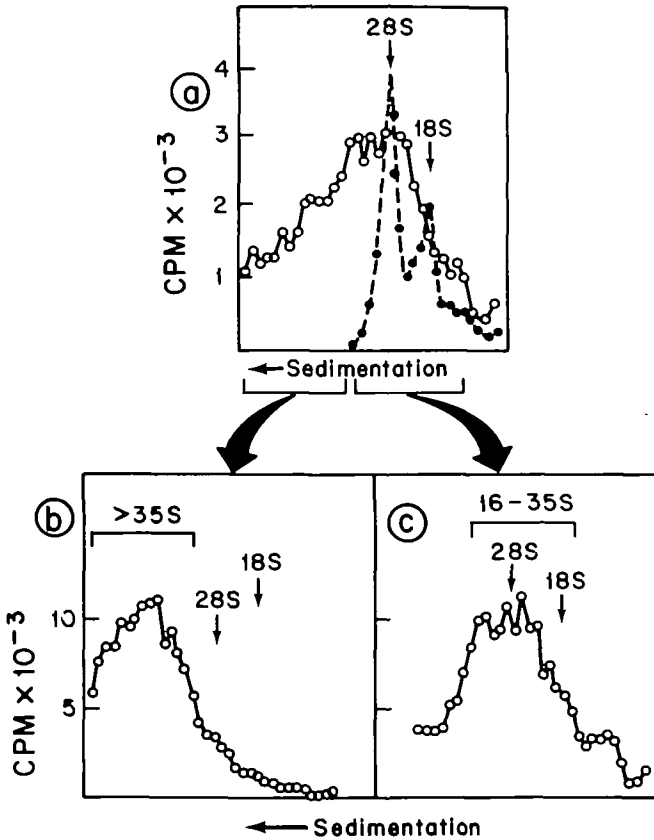 28S
4
a
18S
3
CPM × 10⁻³
2
1
← Sedimentation
b
>35S
18S
28S
10
CPM × 10⁻³
5
c
16-35S
28S
18S
← Sedimentation